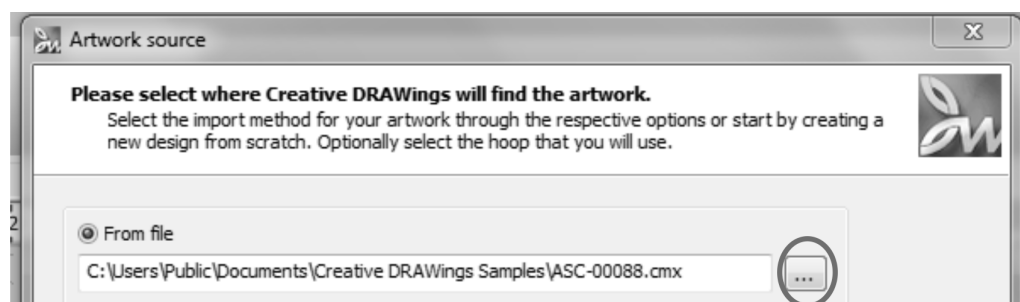 Artwork source
Please select where Creative DRAWings will find the artwork.
Select the import method for your artwork through the respective options or start by creating a
new design from scratch. Optionally select the hoop that you will use.
2
From file
C:\Users\Public\Documents\Creative DRAWings Samples\ASC-00088.cmx
...